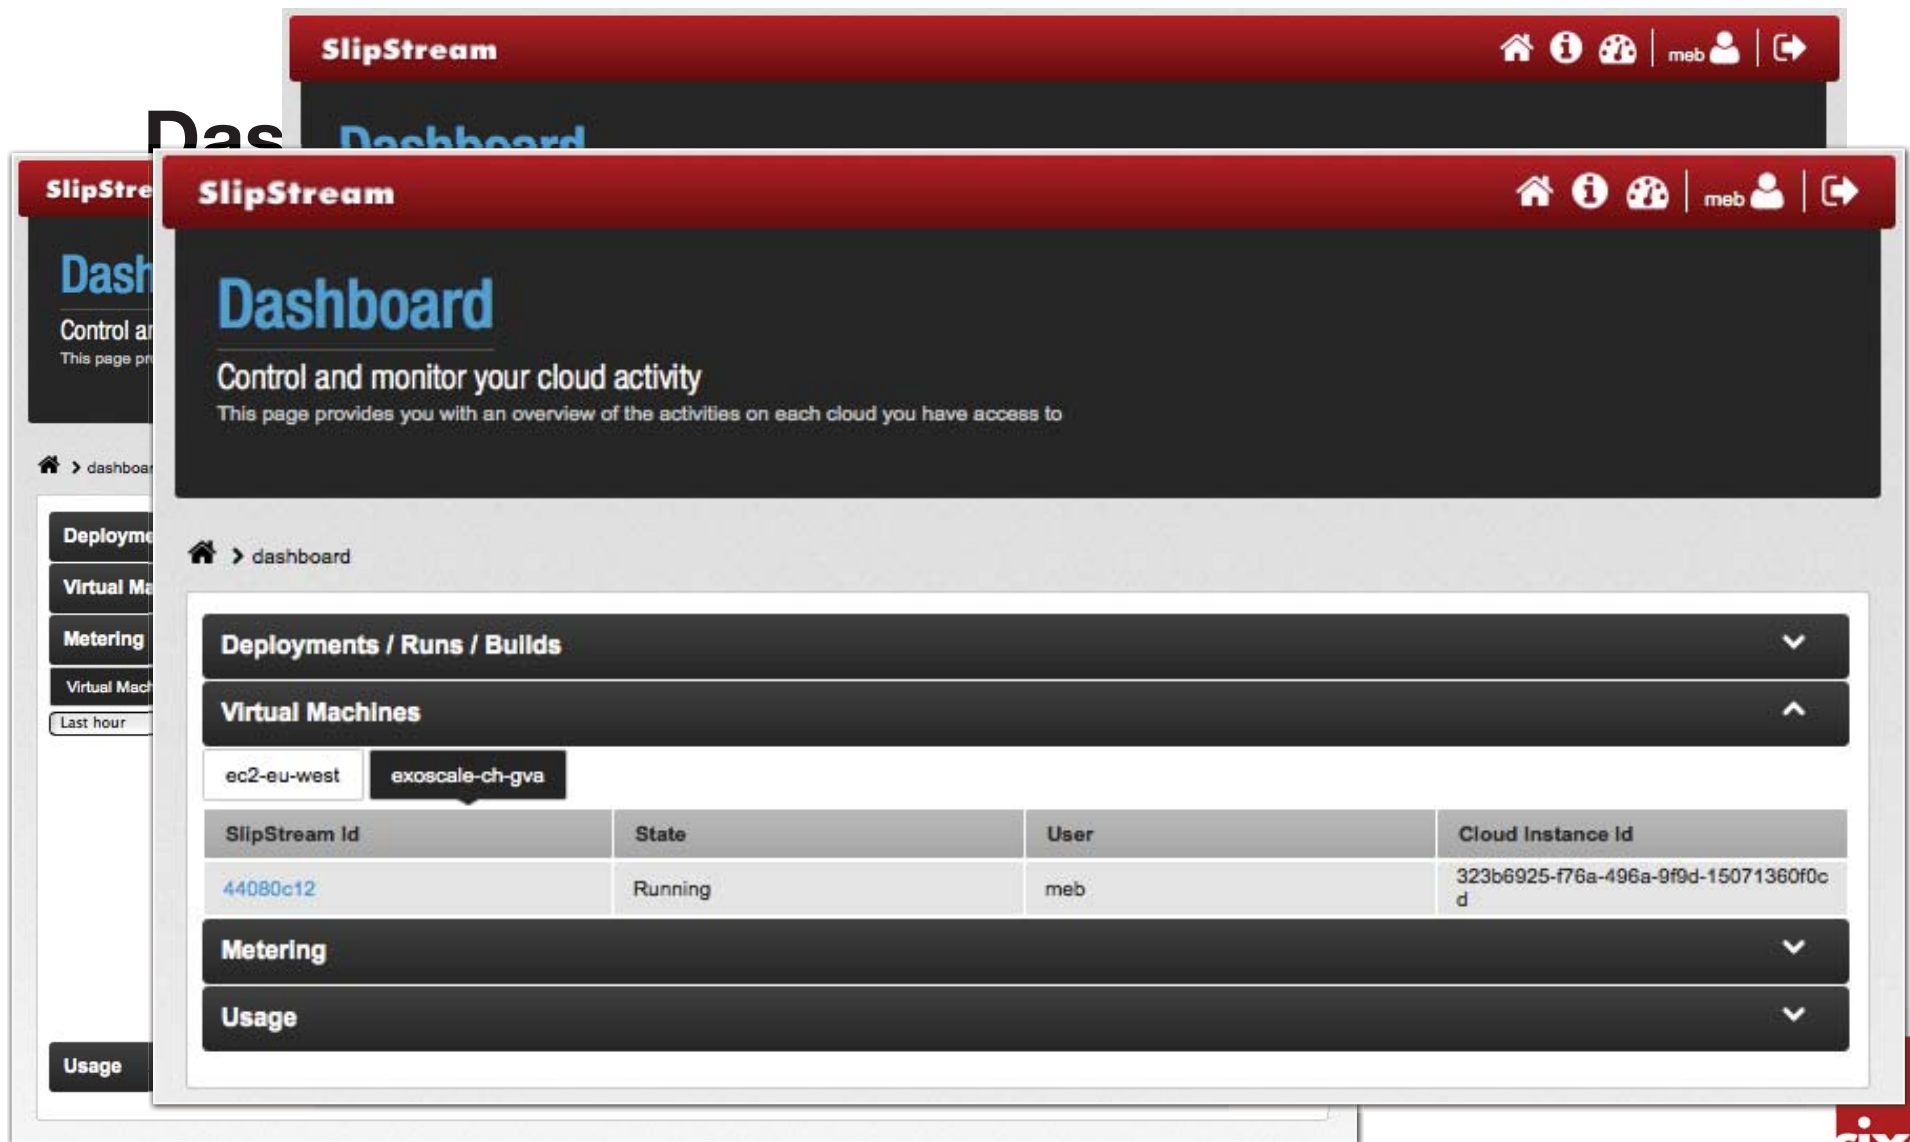 SlipStream
meb
Das
Dashboard
SlipStre
Dash
Control ar
This page pr
dashboar
Deployme
Virtual Ma
Metering
Virtual Mach
Last hour
Usage
SlipStream
meb
Dashboard
Control and monitor your cloud activity
This page provides you with an overview of the activities on each cloud you have access to
dashboard
Deployments / Runs / Builds
Virtual Machines
ec2-eu-west exoscale-ch-gva
SlipStream Id State User Cloud Instance Id
44080c12 Running meb 323b6925-f76a-496a-9f9d-15071360f0c
d
Metering
Usage
six